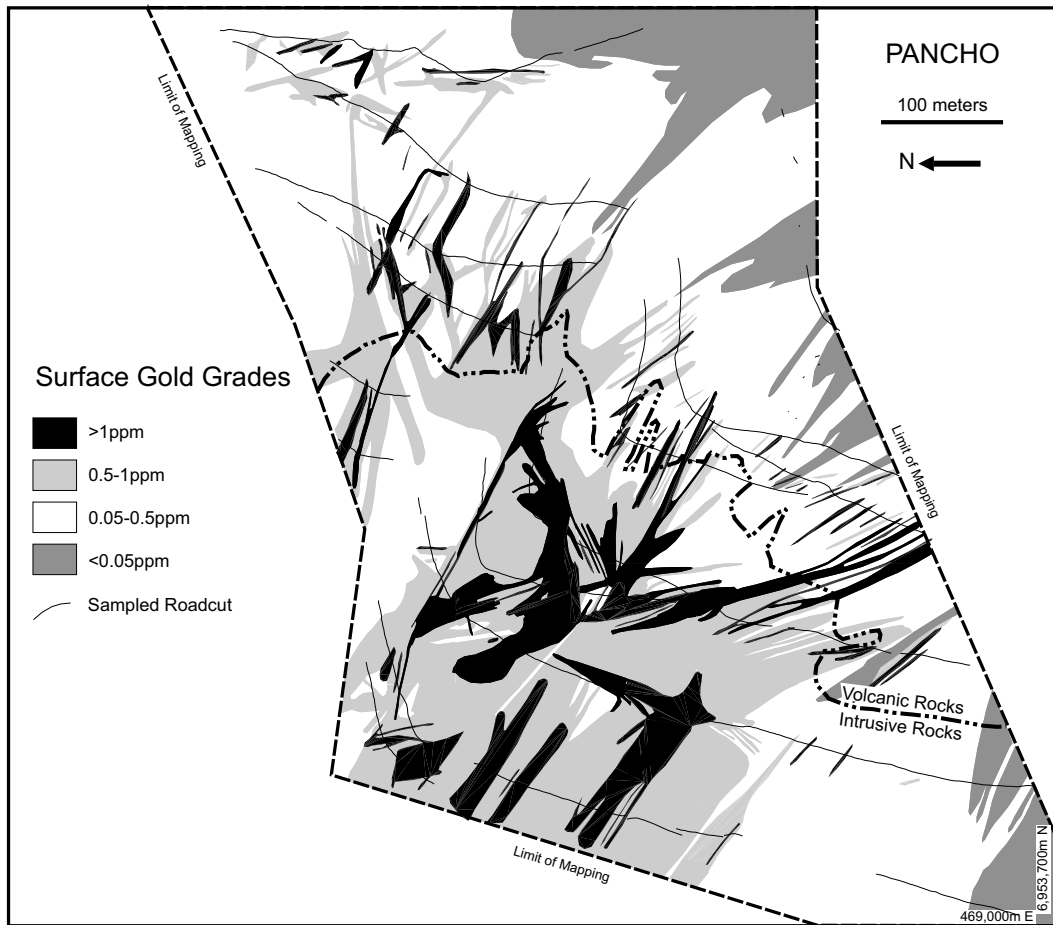 PANCHO
100 meters
N
Limit of Mapping
Surface Gold Grades
>1ppm
0.5-1ppm
0.05-0.5ppm
<0.05ppm
Sampled Roadcut
Limit of Mapping
Volcanic Rocks
Intrusive Rocks
Limit of Mapping
6,953,700m N
469,000m E